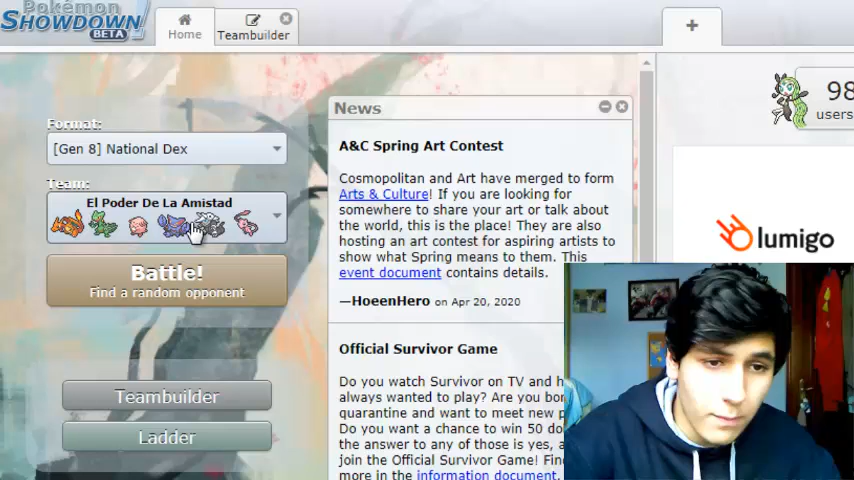 Pokémon
SHOWDOWN!
BETA
Home
Teambuilder
+
Format:
[Gen 8] National Dex
Team:
El Poder De La Amistad
Battle!
Find a random opponent
Teambuilder
Ladder
News
A&C Spring Art Contest
Cosmopolitan and Art have merged to form
Arts & Culture! If you are looking for
somewhere to share your art or talk about
the world, this is the place! They are also
hosting an art contest for aspiring artists to
show what Spring means to them. This
event document contains details.
—HoeenHero on Apr 20, 2020
Official Survivor Game
Do you watch Survivor on TV and h
always wanted to play? Are you bor
quarantine and want to meet new p
Do you want a chance to win 50 do
the answer to any of those is yes, a
join the Official Survivor Game! Fin
more in the information document.
98
users
lumigo